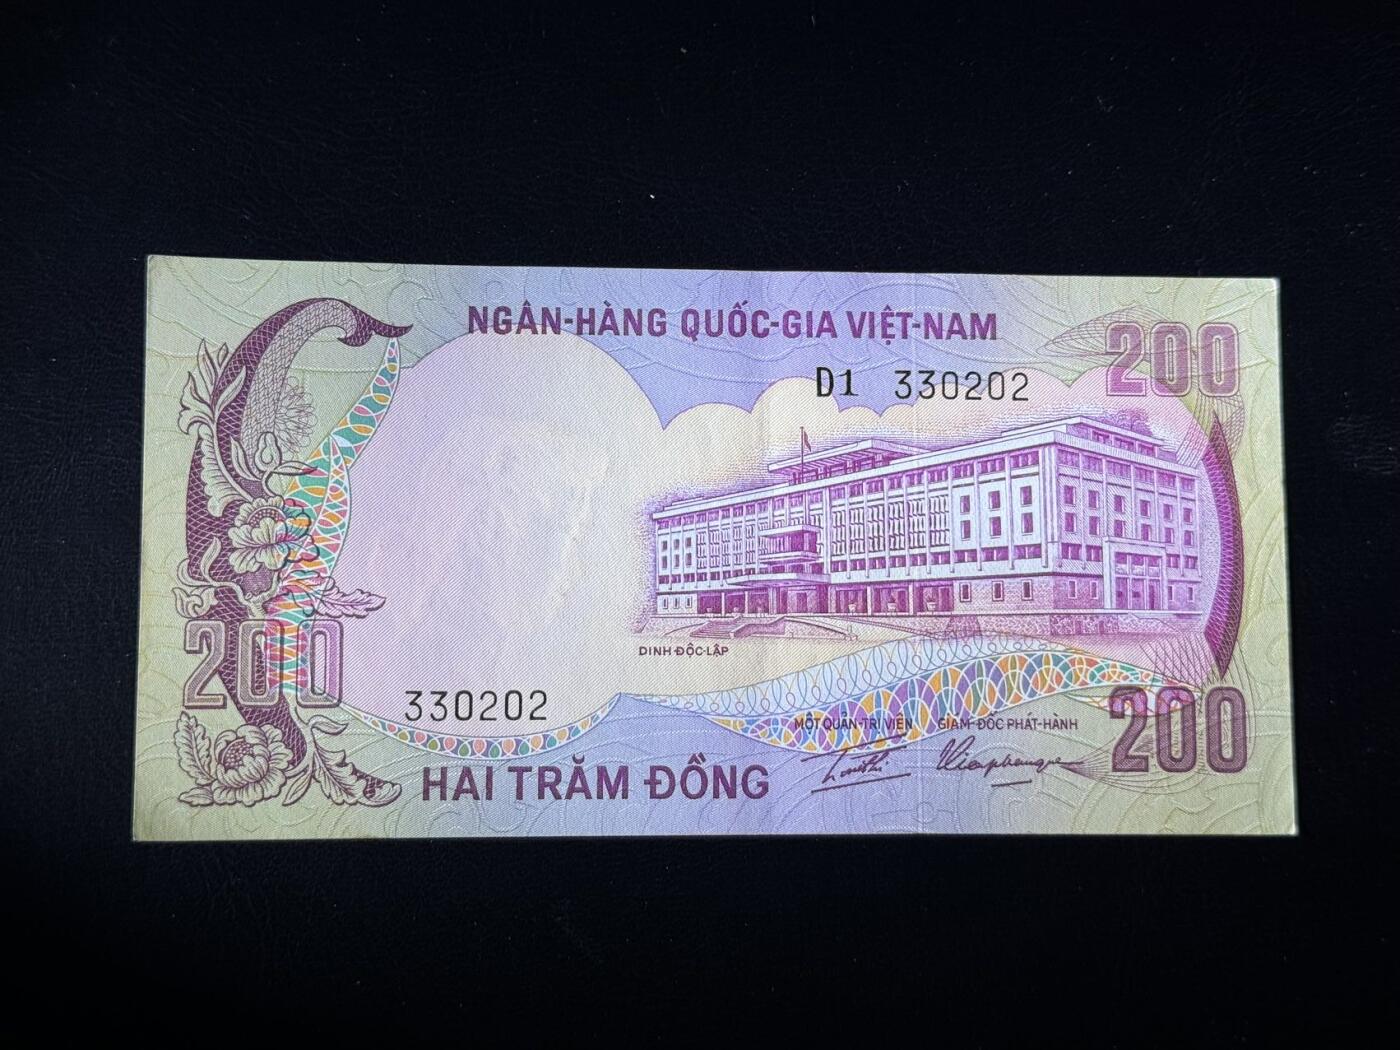 NGÂN-HÀNG QUỐC-GIA VIỆT-NAM
200
D1 330202
DINH ĐỘC-LẬP
200
330202
MỘT QUẢN-TRỊ VIÊN GIÁM-ĐỐC PHÁT-HÀNH
200
HAI TRĂM ĐỒNG